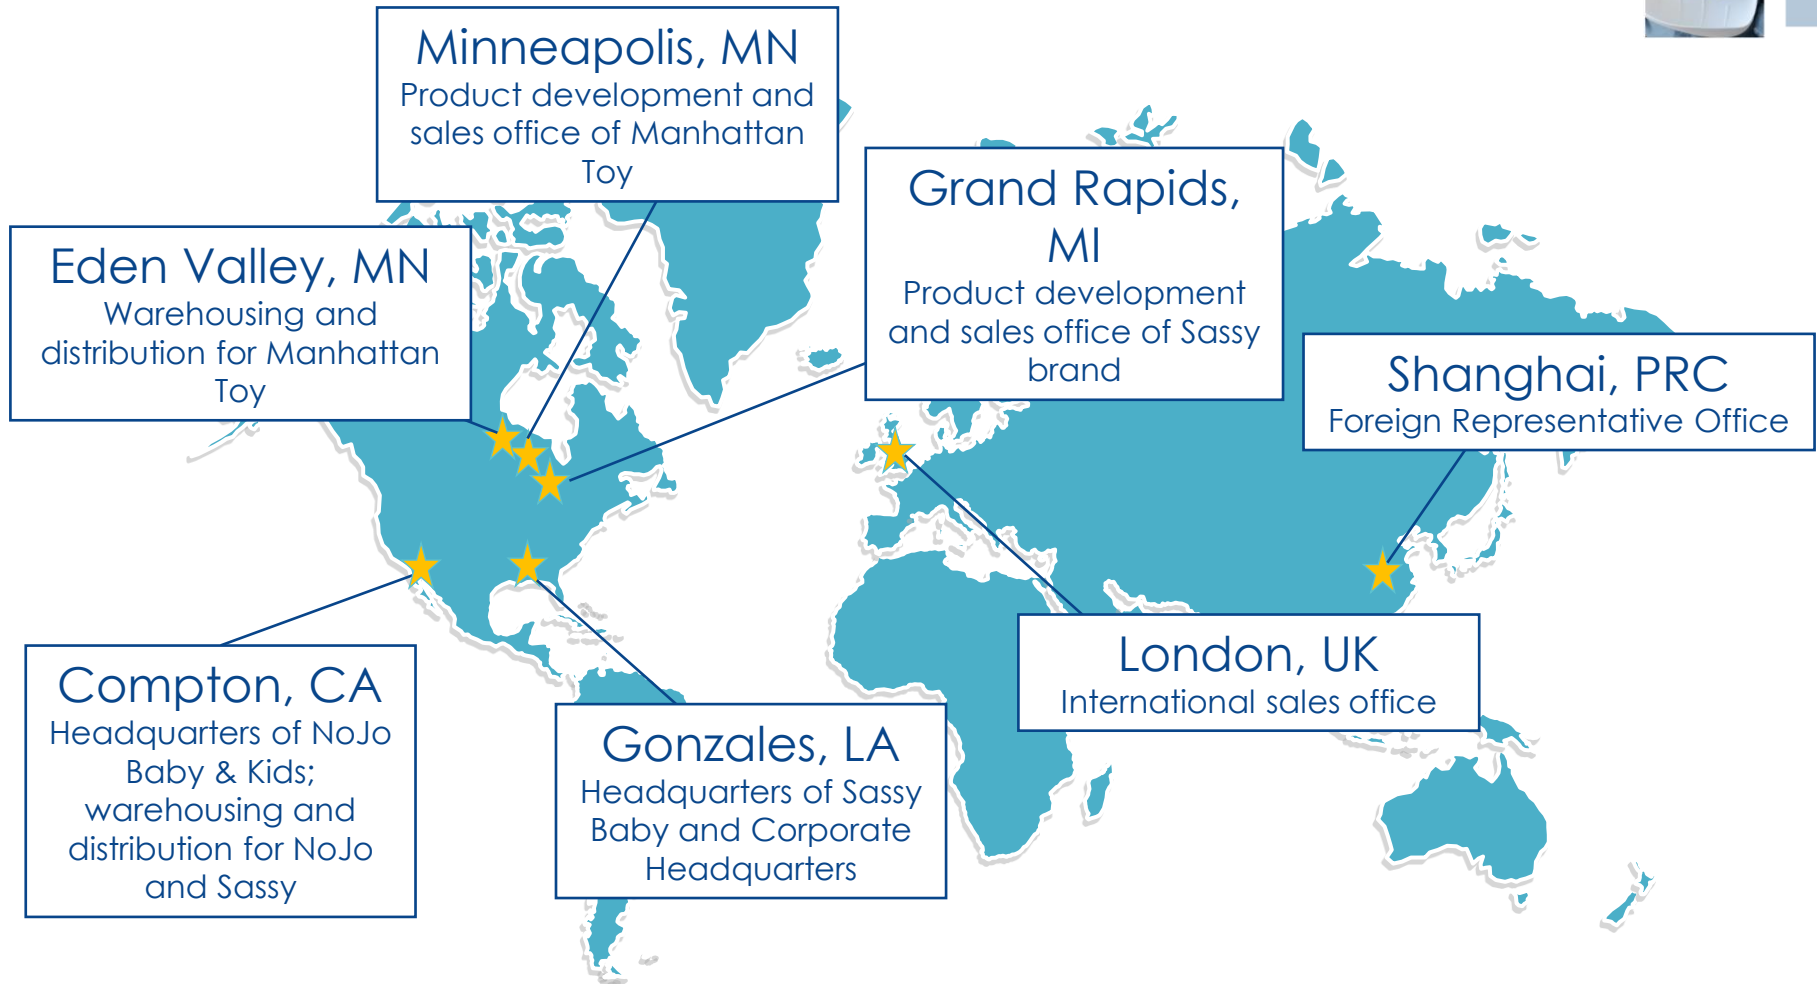 Minneapolis, MN
Product development and
sales office of Manhattan
Toy
Grand Rapids,
MI
Product development
and sales office of Sassy
brand
Eden Valley, MN
Warehousing and
distribution for Manhattan
Toy
Shanghai, PRC
Foreign Representative Office
London, UK
International sales office
Compton, CA
Headquarters of NoJo
Baby & Kids;
warehousing and
distribution for NoJo
and Sassy
Gonzales, LA
Headquarters of Sassy
Baby and Corporate
Headquarters